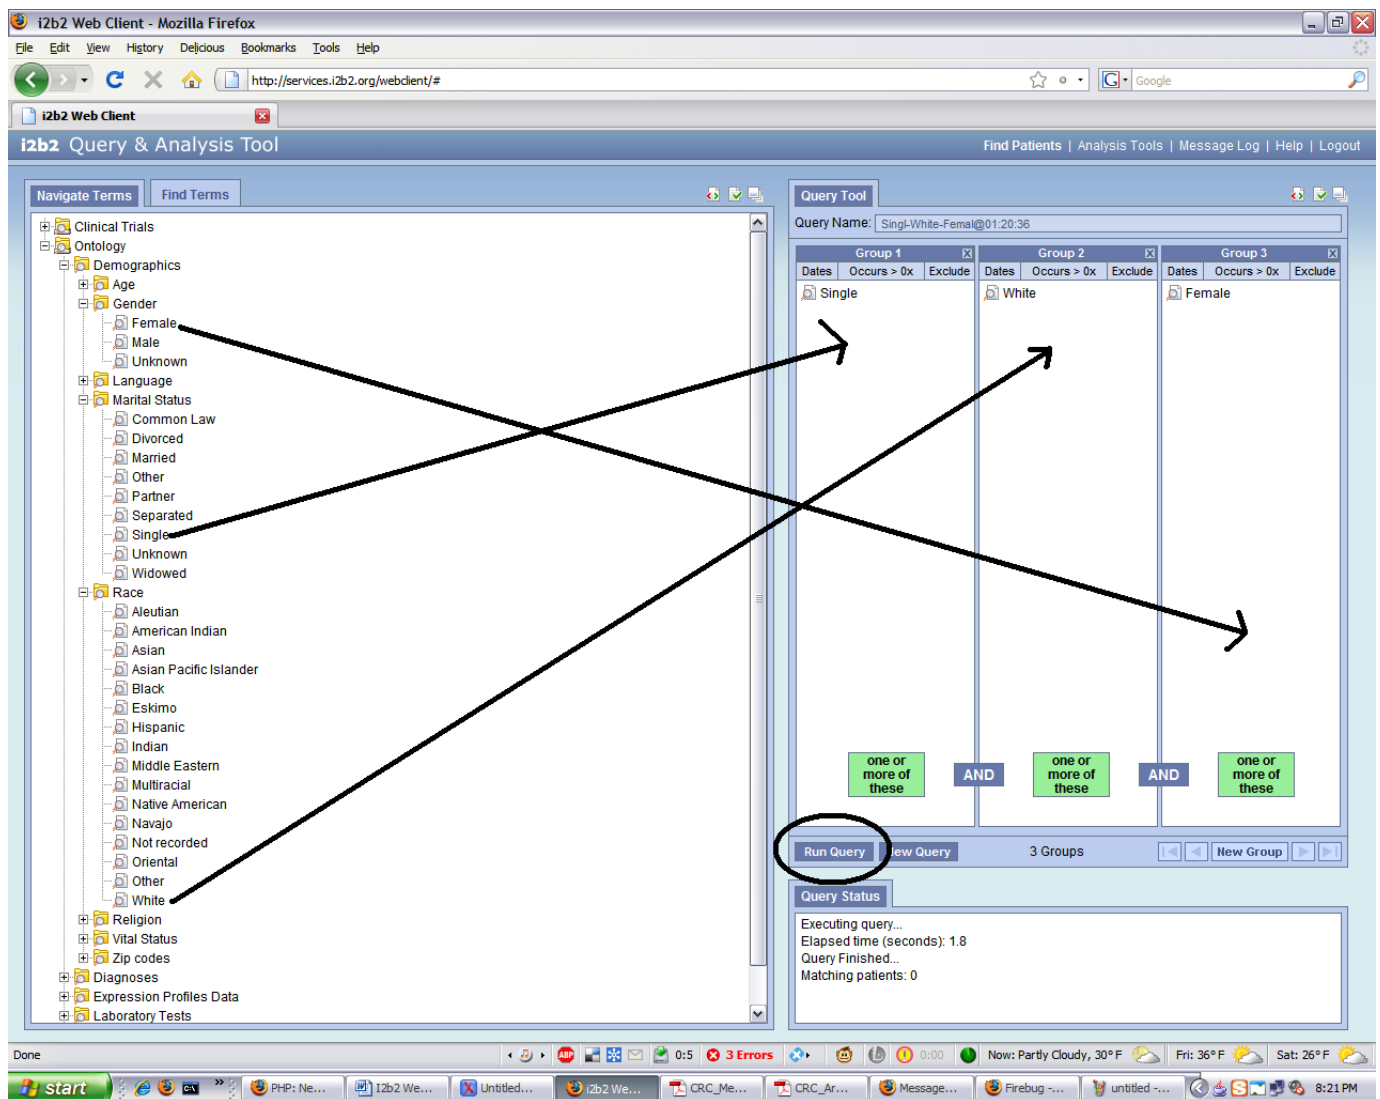 i2b2 Web Client - Mozilla Firefox
File Edit View History Delicious Bookmarks Tools Help
http://services.i2b2.org/webclient/#
Google
i2b2 Web Client
i2b2 Query & Analysis Tool
Find Patients | Analysis Tools | Message Log | Help | Logout
Navigate Terms Find Terms
Clinical Trials
Ontology
Demographics
Age
Gender
Female
Male
Unknown
Language
Marital Status
Common Law
Divorced
Married
Other
Partner
Separated
Single
Unknown
Widowed
Race
Aleutian
American Indian
Asian
Asian Pacific Islander
Black
Eskimo
Hispanic
Indian
Middle Eastern
Multiracial
Native American
Navajo
Not recorded
Oriental
Other
White
Religion
Vital Status
Zip codes
Diagnoses
Expression Profiles Data
Laboratory Tests
Query Tool
Query Name: Singl-White-Femal@01:20:36
Group 1 Group 2 Group 3
Dates Occurs > 0x Exclude Dates Occurs > 0x Exclude Dates Occurs > 0x Exclude
Single White Female
one or more of these AND one or more of these AND one or more of these
Run Query New Query 3 Groups New Group
Query Status
Executing query...
Elapsed time (seconds): 1.8
Query Finished...
Matching patients: 0
Done ABP 0:5 3 Errors 0:00 Now: Partly Cloudy, 30° F Fri: 36° F Sat: 26° F
start PHP: Ne... I2b2 We... Untitled... i2b2 We... CRC_Me... CRC_Ar... Message... Firebug -... untitled -... 8:21 PM